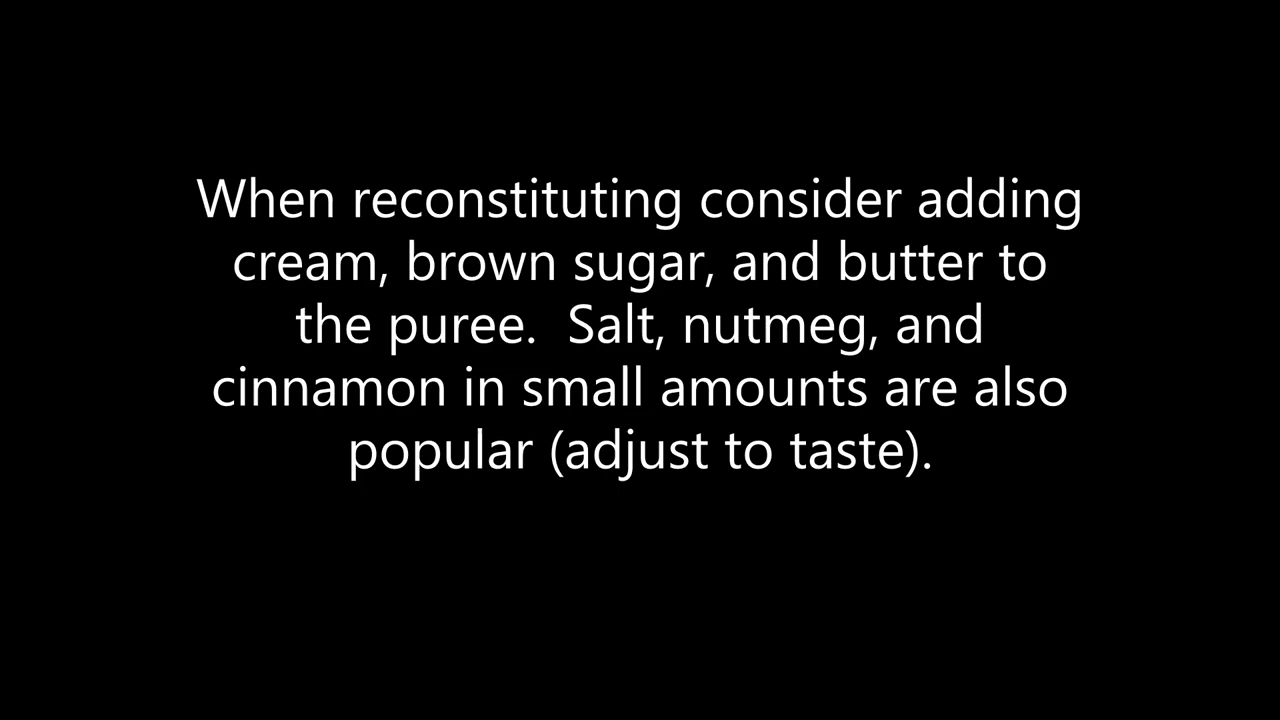 When reconstituting consider adding
cream, brown sugar, and butter to
the puree.  Salt, nutmeg, and
cinnamon in small amounts are also
popular (adjust to taste).